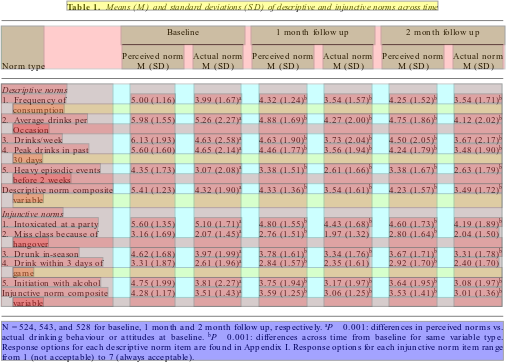 Table 1. Means (M) and standard deviations (SD) of descriptive and injunctive norms across time
Baseline 1 month follow up 2 month follow up
Perceived norm Actual norm Perceived norm Actual norm Perceived norm Actual norm
Norm type M (SD) M (SD) M (SD) M (SD) M (SD) M (SD)
Descriptive norms
1. Frequency of 5.00 (1.16) 3.99 (1.67)a 4.32 (1.24)b 3.54 (1.57)b 4.25 (1.52)b 3.54 (1.71)b
consumption
2. Average drinks per 5.98 (1.55) 5.26 (2.27)a 4.88 (1.69)b 4.27 (2.00)b 4.75 (1.86)b 4.12 (2.02)b
Occasion
3. Drinks/week 6.13 (1.93) 4.63 (2.58)a 4.63 (1.90)b 3.73 (2.04)b 4.50 (2.05)b 3.67 (2.17)b
4. Peak drinks in past 5.60 (1.60) 4.65 (2.14)a 4.46 (1.77)b 3.56 (1.94)b 4.24 (1.79)b 3.48 (1.90)b
30 days
5. Heavy episodic events 4.35 (1.73) 3.07 (2.08)a 3.38 (1.51)b 2.61 (1.66)b 3.38 (1.67)b 2.63 (1.79)b
before 2 weeks
Descriptive norm composite 5.41 (1.23) 4.32 (1.90)a 4.33 (1.36)b 3.54 (1.61)b 4.23 (1.57)b 3.49 (1.72)b
variable
Injunctive norms
1. Intoxicated at a party 5.60 (1.35) 5.10 (1.71)a 4.80 (1.55)b 4.43 (1.68)b 4.60 (1.73)b 4.19 (1.89)b
2. Miss class because of 3.16 (1.69) 2.07 (1.45)a 2.76 (1.51)b 1.97 (1.32) 2.80 (1.64)b 2.04 (1.50)
hangover
3. Drunk in-season 4.62 (1.68) 3.97 (1.99)a 3.78 (1.61)b 3.34 (1.76)b 3.67 (1.71)b 3.31 (1.78)b
4. Drink within 3 days of 3.31 (1.87) 2.61 (1.96)a 2.84 (1.57)b 2.35 (1.61) 2.92 (1.70)b 2.40 (1.70)
game
5. Initiation with alcohol 4.75 (1.99) 3.81 (2.27)a 3.75 (1.94)b 3.17 (1.97)b 3.64 (1.95)b 3.08 (1.97)b
Injunctive norm composite 4.28 (1.17) 3.51 (1.43)a 3.59 (1.25)b 3.06 (1.25)b 3.53 (1.41)b 3.01 (1.36)b
variable
N = 524, 543, and 528 for baseline, 1 month and 2 month follow up, respectively. aP 0.001: differences in perceived norms vs.
actual drinking behaviour or attitudes at baseline. bP 0.001: differences across time from baseline for same variable type.
Response options for each descriptive norm item are found in Appendix I. Response options for each injunctive norm item range
from 1 (not acceptable) to 7 (always acceptable).